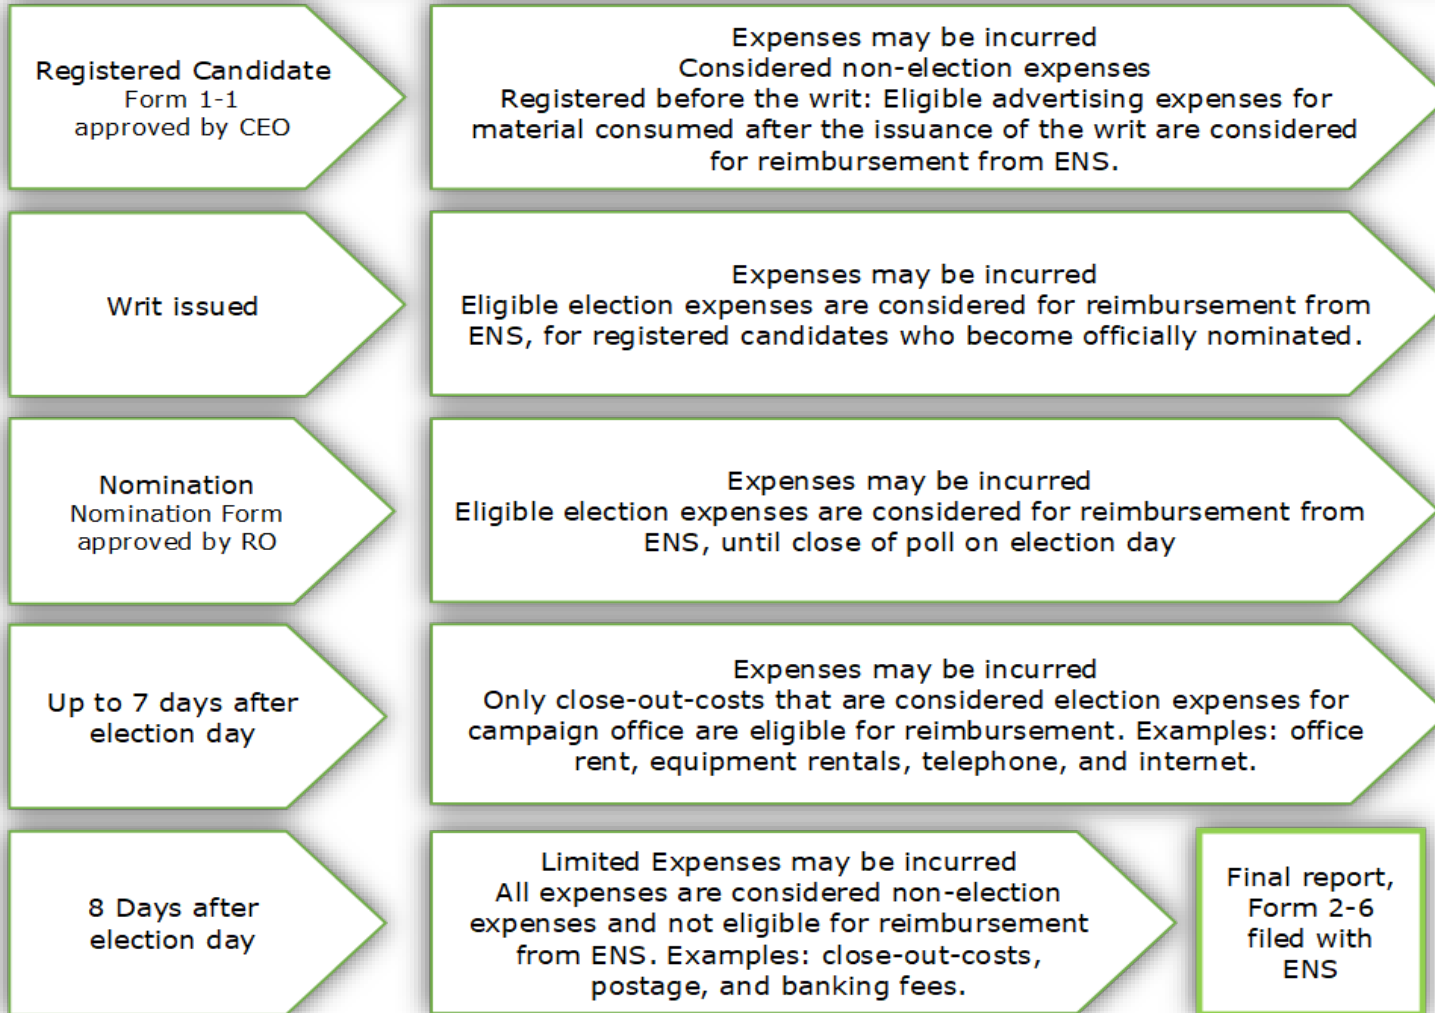 Registered Candidate
Form 1-1
approved by CEO
Expenses may be incurred
Considered non-election expenses
Registered before the writ: Eligible advertising expenses for
material consumed after the issuance of the writ are considered
for reimbursement from ENS.
Writ issued
Expenses may be incurred
Eligible election expenses are considered for reimbursement from
ENS, for registered candidates who become officially nominated.
Nomination
Nomination Form
approved by RO
Expenses may be incurred
Eligible election expenses are considered for reimbursement from
ENS, until close of poll on election day
Up to 7 days after
election day
Expenses may be incurred
Only close-out-costs that are considered election expenses for
campaign office are eligible for reimbursement. Examples: office
rent, equipment rentals, telephone, and internet.
8 Days after
election day
Limited Expenses may be incurred
All expenses are considered non-election
expenses and not eligible for reimbursement
from ENS. Examples: close-out-costs,
postage, and banking fees.
Final report,
Form 2-6
filed with
ENS